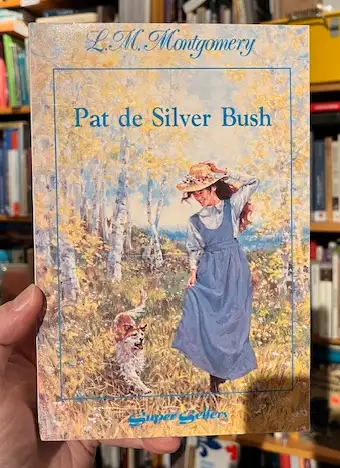 L. M. Montgomery
Pat de Silver Bush
Super Sellers